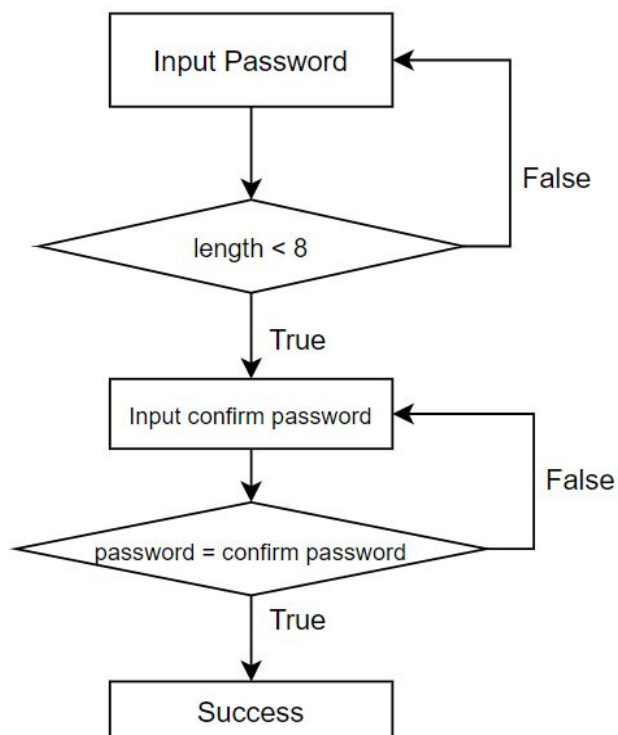 Input Password
False
length < 8
True
Input confirm password
False
password = confirm password
True
Success